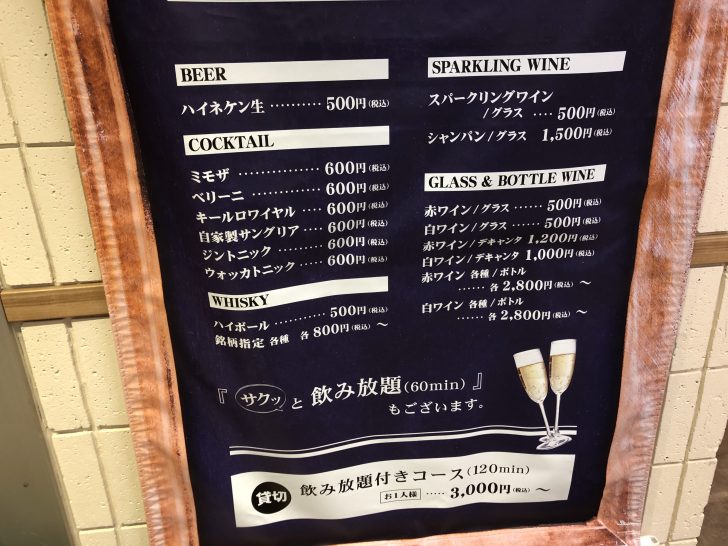 BEER
ハイネケン生 ·········· 500円(税込)
COCKTAIL
ミモザ ················ 600円(税込)
ベリーニ ·············· 600円(税込)
キールロワイヤル ······ 600円(税込)
自家製サングリア ···· 600円(税込)
ジントニック ·········· 600円(税込)
ウォッカトニック ······ 600円(税込)
WHISKY
ハイボール ············ 500円(税込)
銘柄指定 各種 各 800円(税込) ～
SPARKLING WINE
スパークリングワイン
/ グラス ···· 500円(税込)
シャンパン / グラス 1,500円(税込)
GLASS & BOTTLE WINE
赤ワイン / グラス ······ 500円(税込)
白ワイン / グラス ······ 500円(税込)
赤ワイン / デキャンタ 1,200円(税込)
白ワイン / デキャンタ 1,000円(税込)
赤ワイン 各種 / ボトル
······ 各 2,800円(税込) ～
白ワイン 各種 / ボトル
······ 各 2,800円(税込) ～
『 サクッ と 飲み放題 (60min) 』
もございます。
貸切 飲み放題付きコース (120min)
お1人様 ····· 3,000円(税込) ～